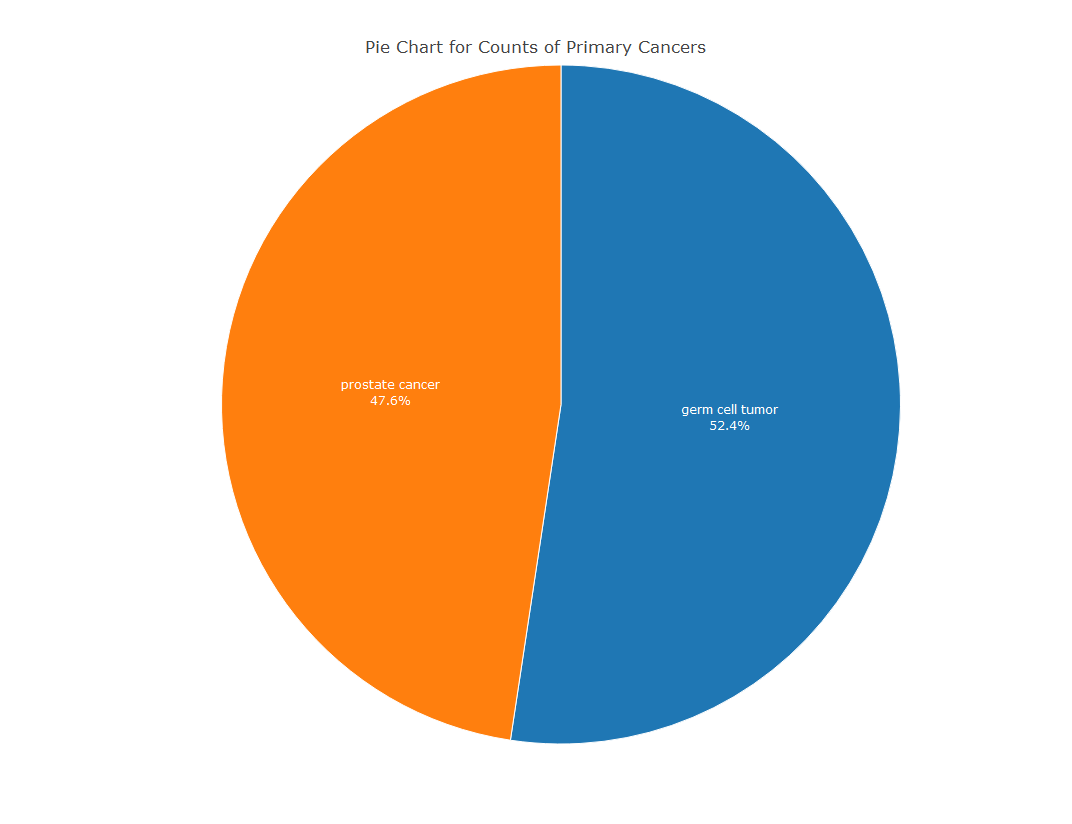 Pie Chart for Counts of Primary Cancers
prostate cancer
47.6%
germ cell tumor
52.4%